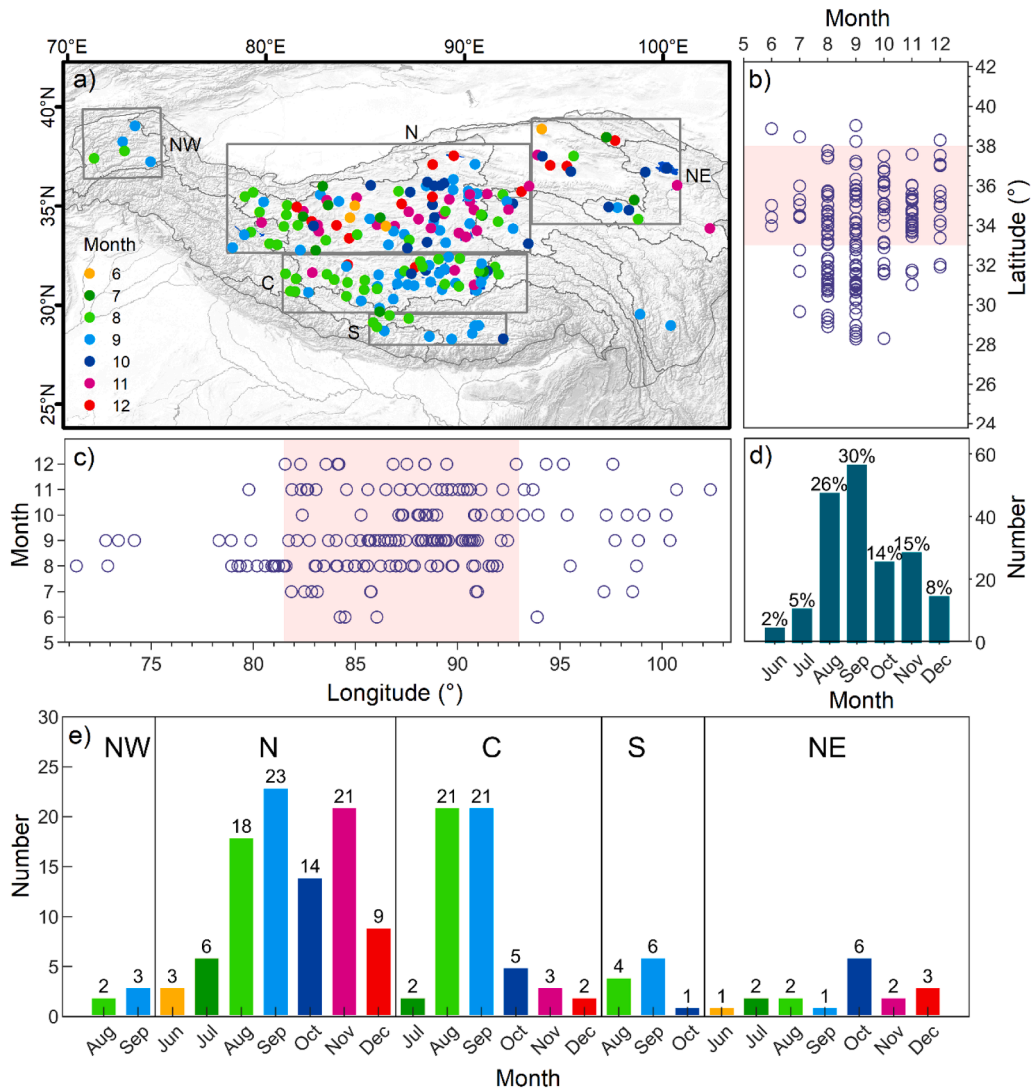 70°E 80°E 90°E 100°E
40°N
35°N
30°N
25°N
a)
NW
N
NE
C
S
Month
6
7
8
9
10
11
12
Month
5 6 7 8 9 10 11 12
b)
42
40
38
36
34
32
30
28
26
24
Latitude (°)
c)
Month
12
11
10
9
8
7
6
5
75 80 85 90 95 100
Longitude (°)
d)
2% 5% 26% 30% 14% 15% 8%
60
40
20
0
Number
Jun Jul Aug Sep Oct Nov Dec
Month
e)
NW N C S NE
Number
30
25
20
15
10
5
0
2 3 3 6 18 23 14 21 9 2 21 21 5 3 2 4 6 1 1 2 2 1 6 2 3
Aug Sep Jun Jul Aug Sep Oct Nov Dec Jul Aug Sep Oct Nov Dec Aug Sep Oct Jun Jul Aug Sep Oct Nov Dec
Month